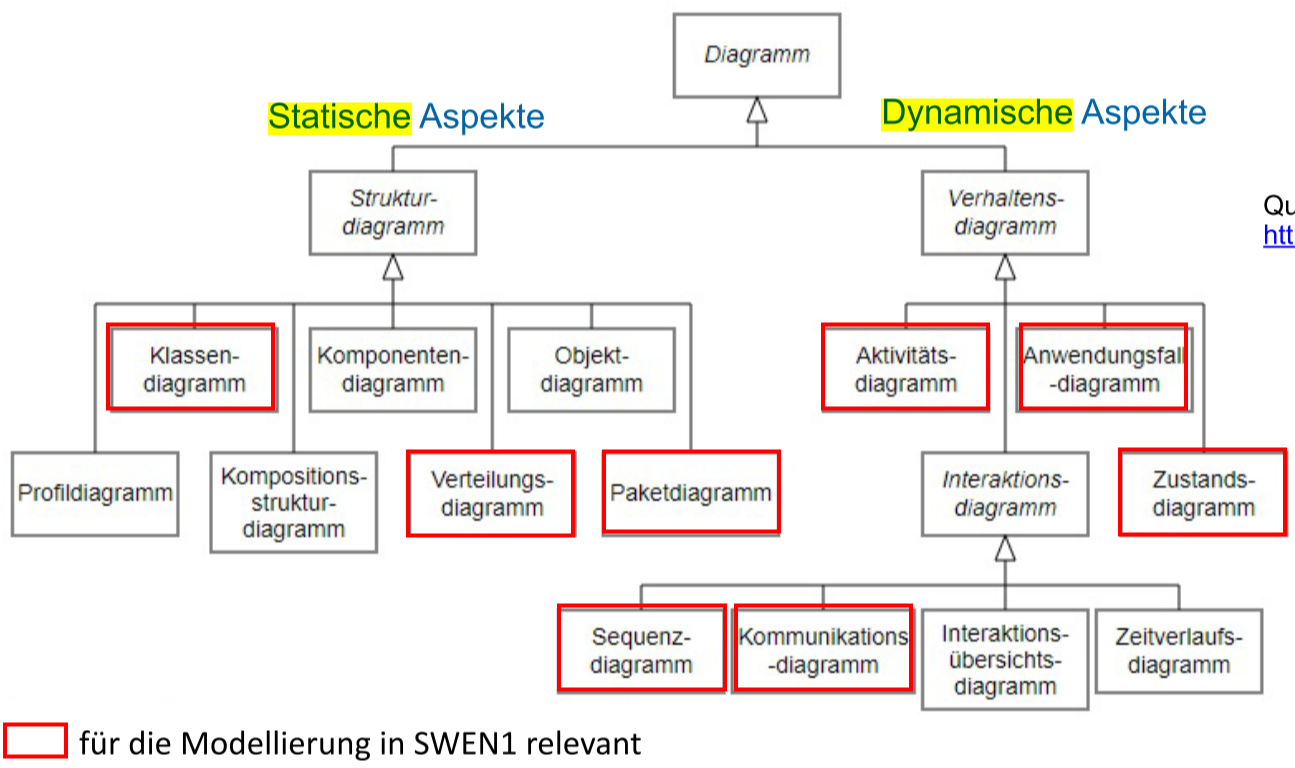 Diagramm
Statische Aspekte
Dynamische Aspekte
Struktur-
diagramm
Verhaltens-
diagramm
Qu
htt
Klassen-
diagramm
Komponenten-
diagramm
Objekt-
diagramm
Aktivitäts-
diagramm
Anwendungsfall
-diagramm
Profildiagramm
Kompositions-
struktur-
diagramm
Verteilungs-
diagramm
Paketdiagramm
Interaktions-
diagramm
Zustands-
diagramm
Sequenz-
diagramm
Kommunikations
-diagramm
Interaktions-
übersichts-
diagramm
Zeitverlaufs-
diagramm
für die Modellierung in SWEN1 relevant